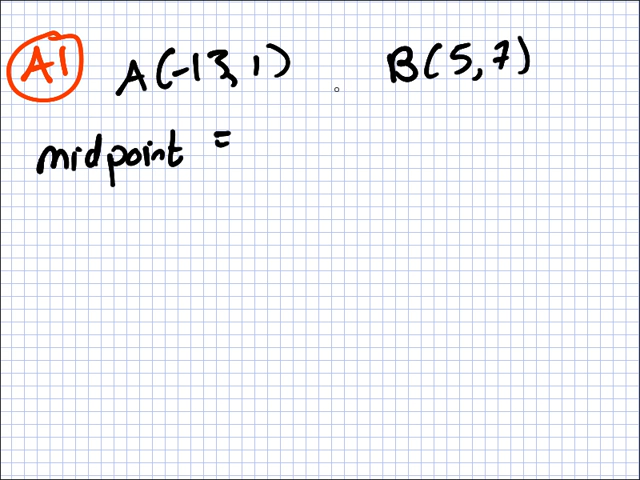 A1 A(-13,1) B(5,7)
midpoint =